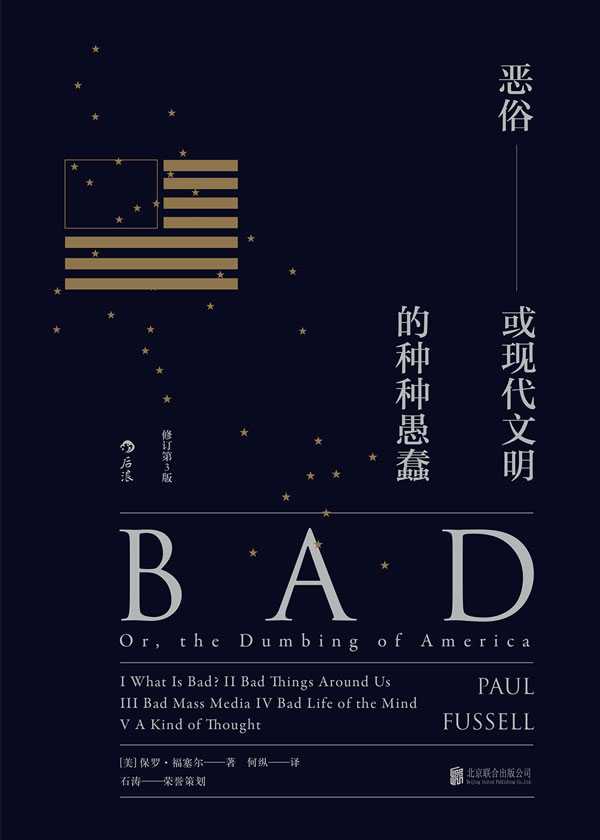 恶俗——
或现代文明
的种种愚蠢
修订第3版
后浪
BAD
Or, the Dumbing of America
I What Is Bad? II Bad Things Around Us
III Bad Mass Media IV Bad Life of the Mind
V A Kind of Thought
PAUL
FUSSELL
[美] 保罗·福塞尔——著 何纵——译
石涛——荣誉策划
北京联合出版公司
Beijing United Publishing Co.,Ltd.